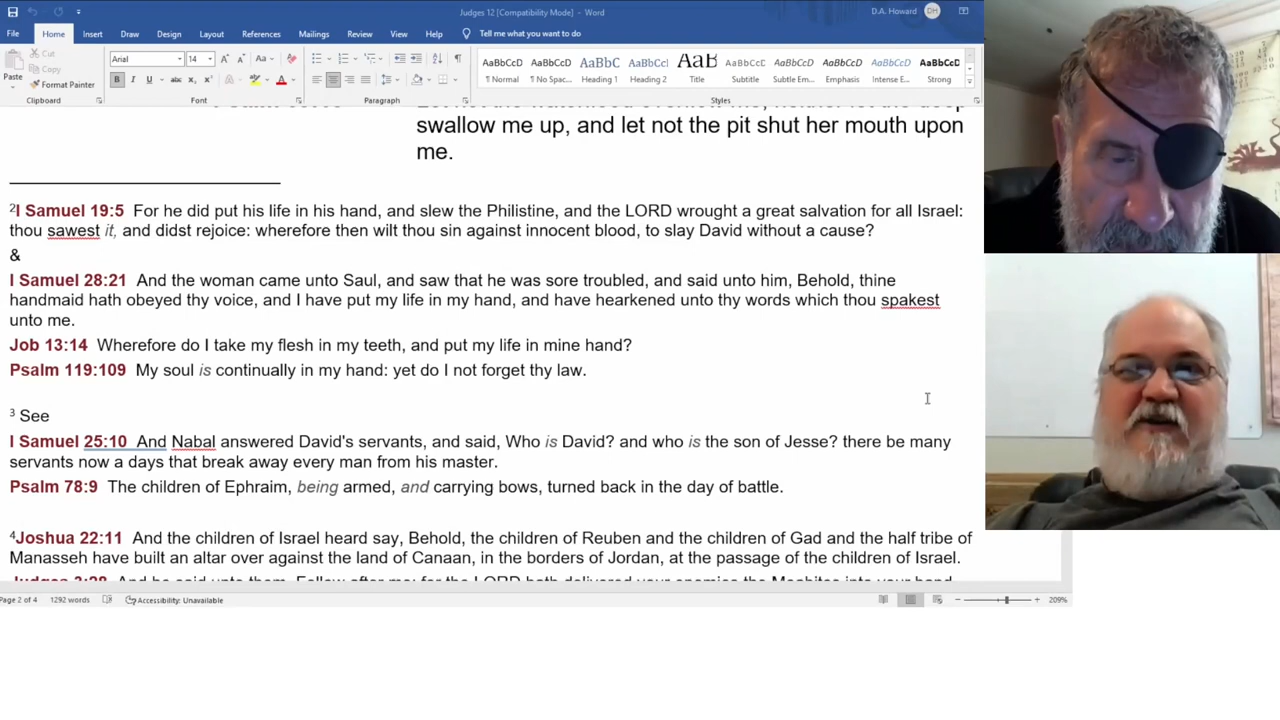 Judges 12 [Compatibility Mode] - Word
D.A. Howard DH
File Home Insert Draw Design Layout References Mailings Review View Help Tell me what you want to do
Paste
Cut
Copy
Format Painter
Clipboard
Arial 14
B I U
Font
Paragraph
AaBbCcD AaBbCcD AaBbCc AaBbCcI AaB AaBbCcD AaBbCcD AaBbCcD AaBbCcD AaBbCcD
¶ Normal ¶ No Spac... Heading 1 Heading 2 Title Subtitle Subtle Em... Emphasis Intense E... Strong
Styles
swallow me up, and let not the pit shut her mouth upon
me.
2I Samuel 19:5 For he did put his life in his hand, and slew the Philistine, and the LORD wrought a great salvation for all Israel:
thou sawest it, and didst rejoice: wherefore then wilt thou sin against innocent blood, to slay David without a cause?
&
I Samuel 28:21 And the woman came unto Saul, and saw that he was sore troubled, and said unto him, Behold, thine
handmaid hath obeyed thy voice, and I have put my life in my hand, and have hearkened unto thy words which thou spakest
unto me.
Job 13:14 Wherefore do I take my flesh in my teeth, and put my life in mine hand?
Psalm 119:109 My soul is continually in my hand: yet do I not forget thy law.
3 See
I Samuel 25:10 And Nabal answered David's servants, and said, Who is David? and who is the son of Jesse? there be many
servants now a days that break away every man from his master.
Psalm 78:9 The children of Ephraim, being armed, and carrying bows, turned back in the day of battle.
4Joshua 22:11 And the children of Israel heard say, Behold, the children of Reuben and the children of Gad and the half tribe of
Manasseh have built an altar over against the land of Canaan, in the borders of Jordan, at the passage of the children of Israel.
Page 2 of 4 1292 words Accessibility: Unavailable 209%